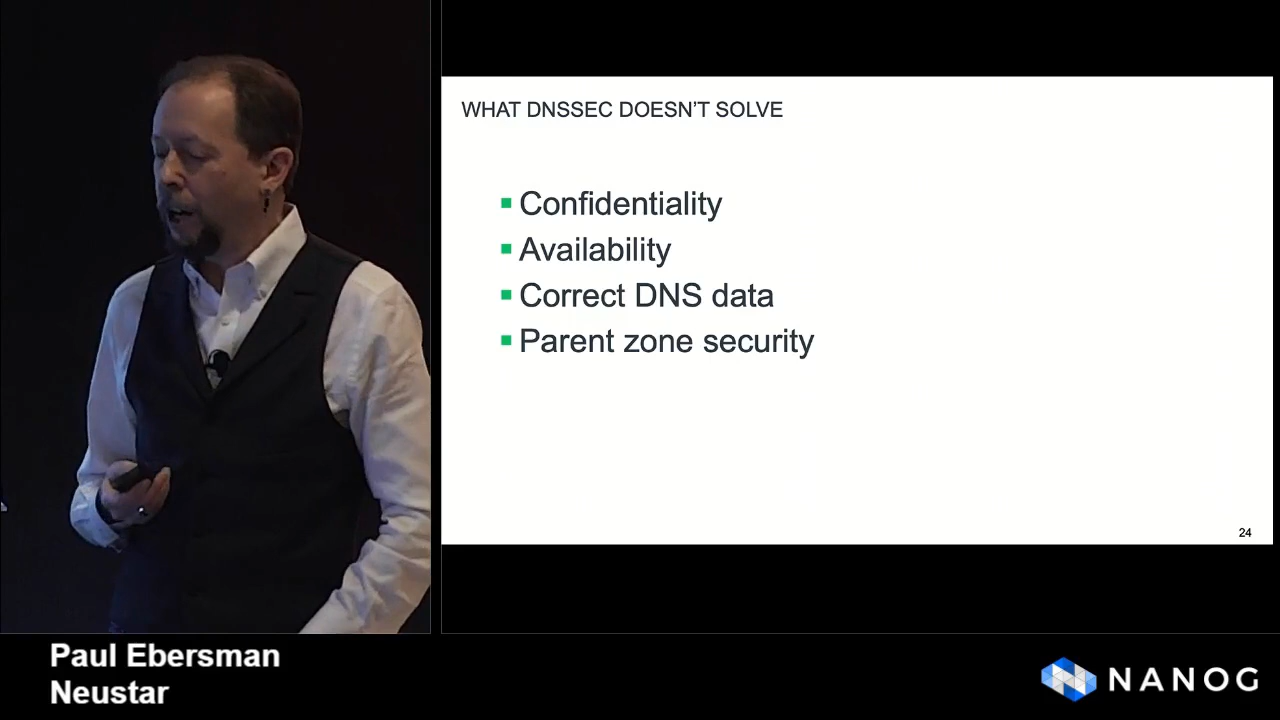 WHAT DNSSEC DOESN'T SOLVE
▪ Confidentiality
▪ Availability
▪ Correct DNS data
▪ Parent zone security
24
Paul Ebersman
Neustar
NANOG